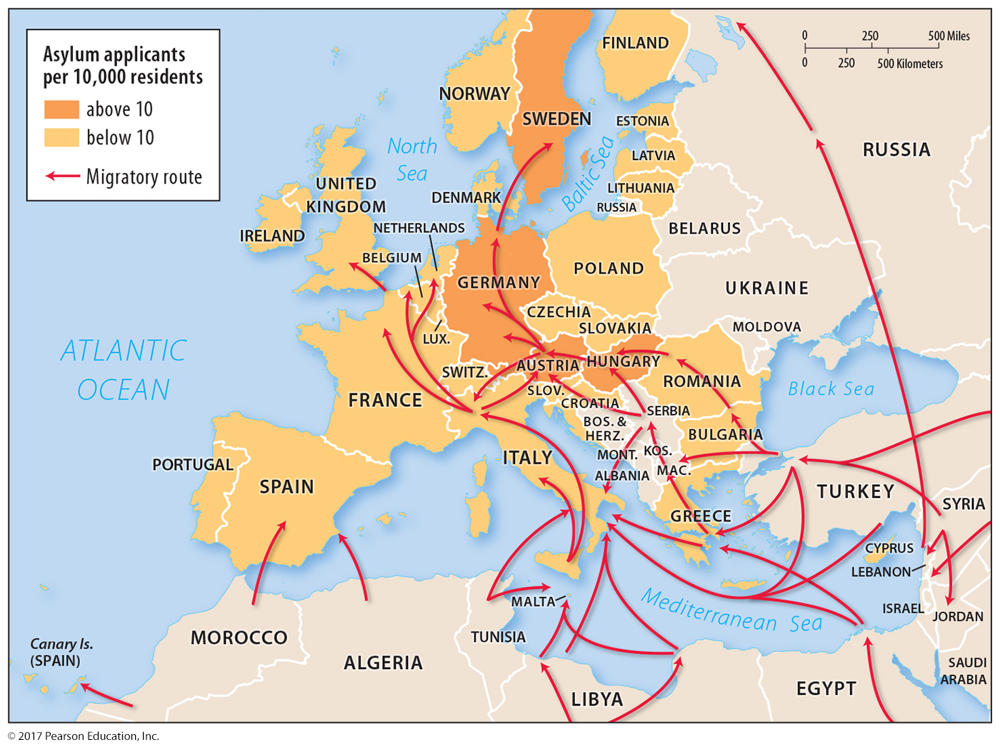 Asylum applicants
per 10,000 residents
above 10
below 10
Migratory route
0 250 500 Miles
0 250 500 Kilometers
FINLAND
NORWAY
SWEDEN
ESTONIA
RUSSIA
LATVIA
North
Sea
Baltic Sea
UNITED
KINGDOM
DENMARK
LITHUANIA
RUSSIA
IRELAND
NETHERLANDS
BELARUS
BELGIUM
POLAND
GERMANY
UKRAINE
CZECHIA
SLOVAKIA
MOLDOVA
LUX.
ATLANTIC
OCEAN
SWITZ.
AUSTRIA
HUNGARY
ROMANIA
Black Sea
FRANCE
SLOV.
CROATIA
SERBIA
BOS. &
HERZ.
BULGARIA
PORTUGAL
ITALY
MONT.
KOS.
ALBANIA
MAC.
SPAIN
TURKEY
SYRIA
GREECE
CYPRUS
LEBANON
MALTA
Mediterranean Sea
ISRAEL
JORDAN
MOROCCO
TUNISIA
Canary Is.
(SPAIN)
ALGERIA
SAUDI
ARABIA
LIBYA
EGYPT
© 2017 Pearson Education, Inc.